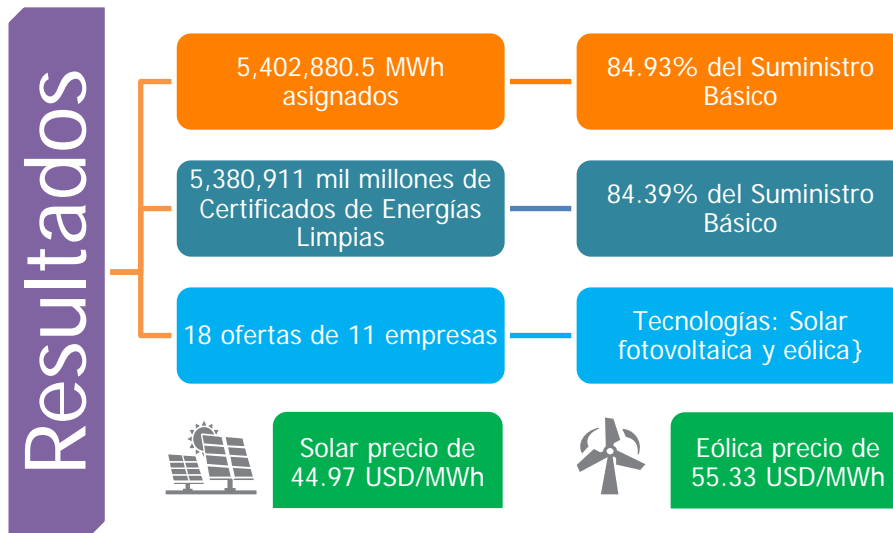 Resultados
5,402,880.5 MWh
asignados
84.93% del Suministro
Básico
5,380,911 mil millones de
Certificados de Energías
Limpias
84.39% del Suministro
Básico
18 ofertas de 11 empresas
Tecnologías: Solar
fotovoltaica y eólica}
Solar precio de
44.97 USD/MWh
Eólica precio de
55.33 USD/MWh